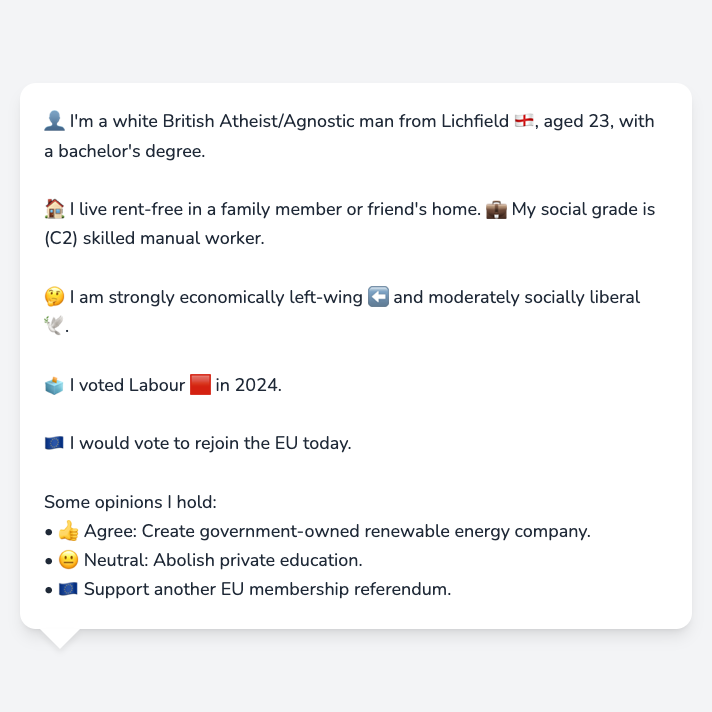 👤 I'm a white British Atheist/Agnostic man from Lichfield 🏴󠁧󠁢󠁥󠁮󠁧󠁿, aged 23, with
a bachelor's degree.
🏠 I live rent-free in a family member or friend's home. 💼 My social grade is
(C2) skilled manual worker.
🤔 I am strongly economically left-wing ⬅️ and moderately socially liberal
🕊️.
🗳️ I voted Labour 🟥 in 2024.
🇪🇺 I would vote to rejoin the EU today.
Some opinions I hold:
• 👍 Agree: Create government-owned renewable energy company.
• 😐 Neutral: Abolish private education.
• 🇪🇺 Support another EU membership referendum.